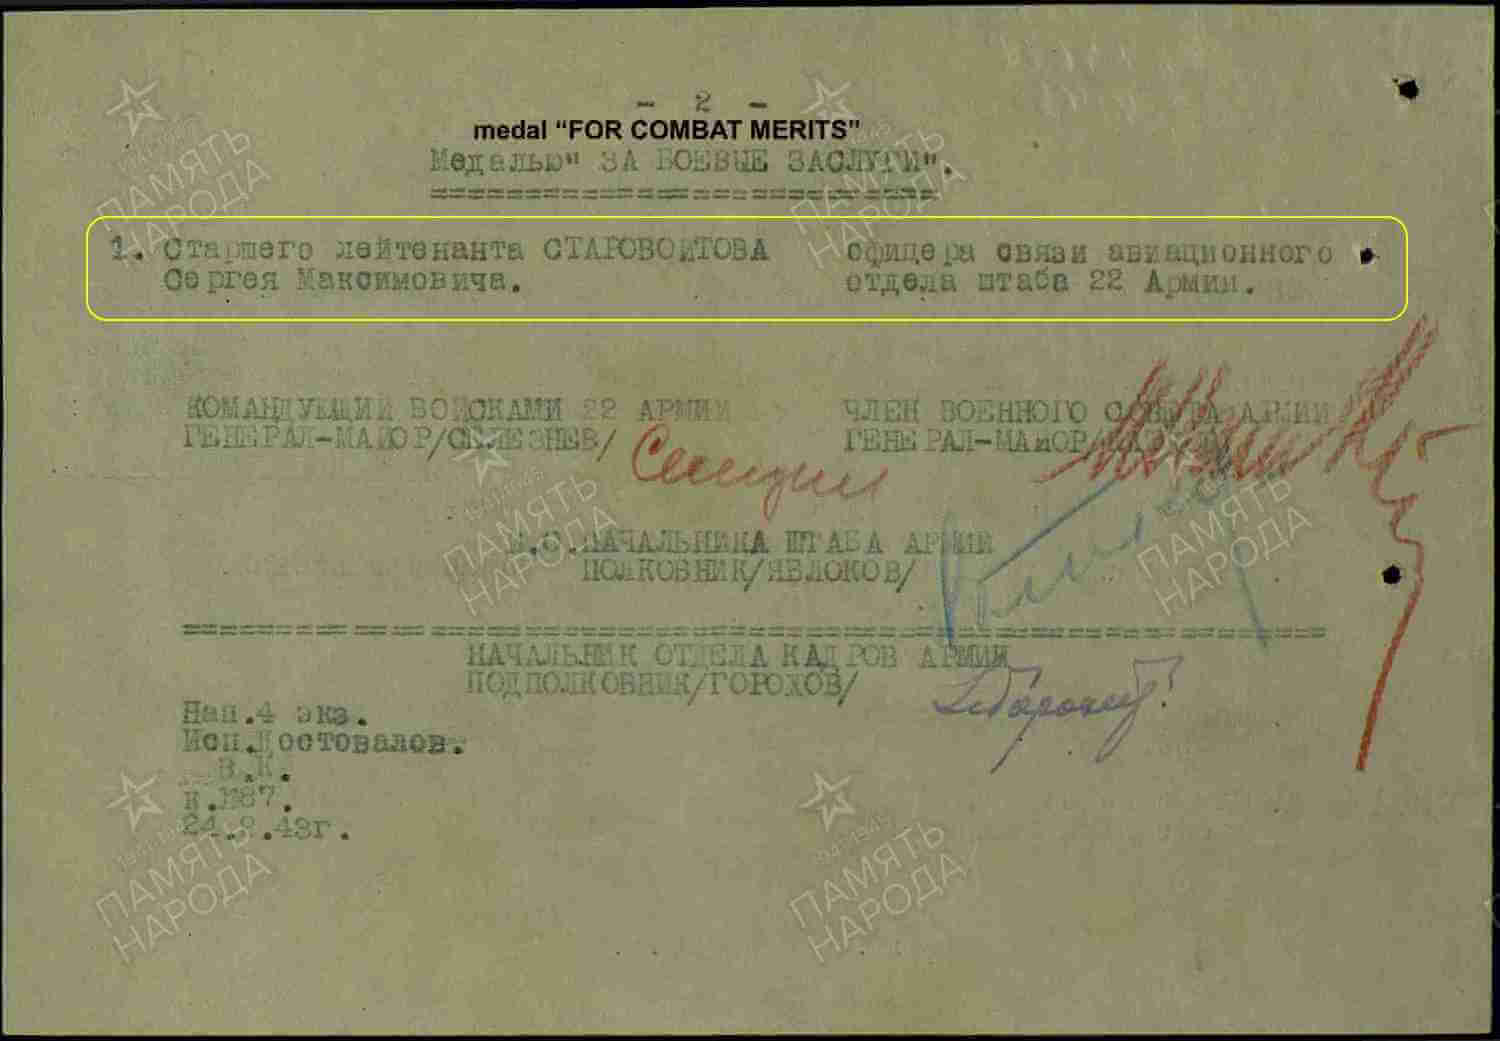 - 2 -
medal “FOR COMBAT MERITS”
Медалью" ЗА БОЕВЫЕ ЗАСЛУГИ".
1. Старшего лейтенанта СТАРОВОЙТОВА офицера связи авиационного
Сергея Максимовича. отдела штаба 22 Армии.
КОМАНДУЮЩИЙ ВОЙСКАМИ 22 АРМИИ ЧЛЕН ВОЕННОГО СОВЕТА АРМИИ
ГЕНЕРАЛ-МАЙОР/СЕЛЕЗНЕВ/ ГЕНЕРАЛ-МАЙОР
НАЧАЛЬНИКА ШТАБА АРМИИ
ПОЛКОВНИК/ЯБЛОКОВ/
НАЧАЛЬНИК ОТДЕЛА КАДРОВ АРМИИ
ПОДПОЛКОВНИК/ГОРОХОВ/
Нап.4 экз.
Исп.Достовалов.
В.К.
24. .43г.
ПАМЯТЬ
НАРОДА